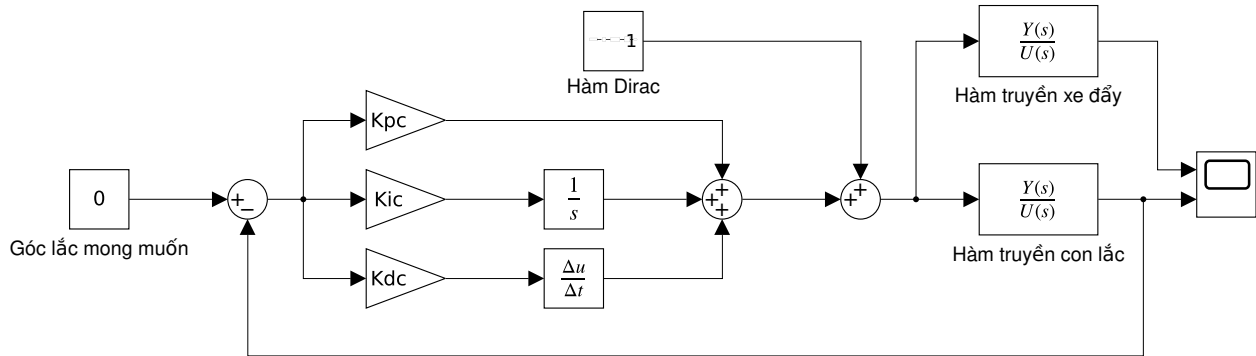 1
Hàm Dirac
Y(s)
U(s)
Hàm truyền xe đẩy
Kpc
0
Góc lắc mong muốn
+
−
Kic
1
s
+
+
+
+
+
Y(s)
U(s)
Hàm truyền con lắc
Kdc
Δu
Δt